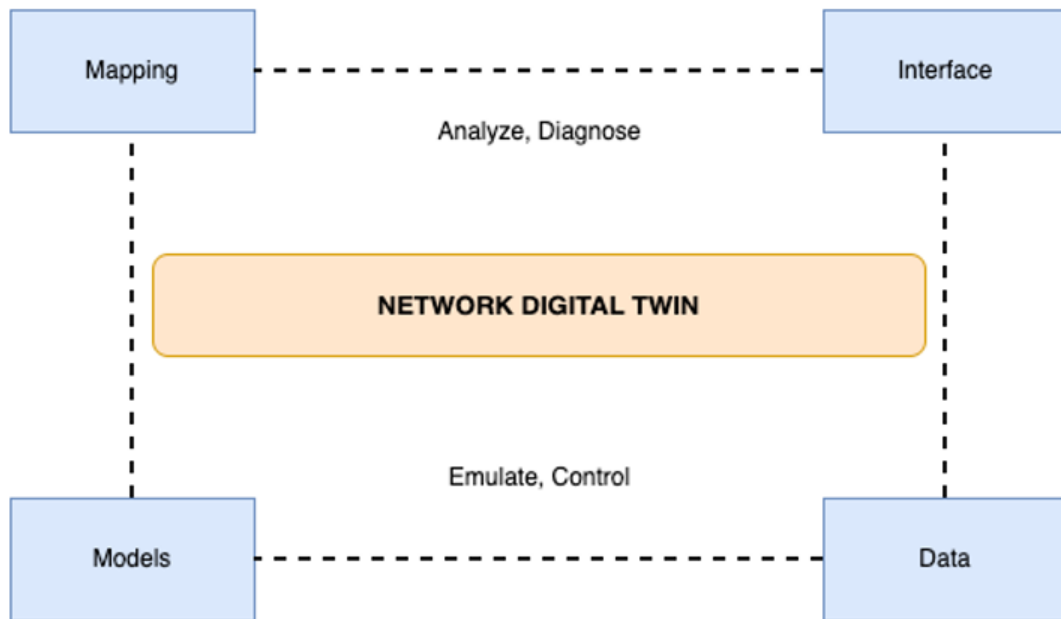 Mapping
Interface
Analyze, Diagnose
NETWORK DIGITAL TWIN
Emulate, Control
Models
Data